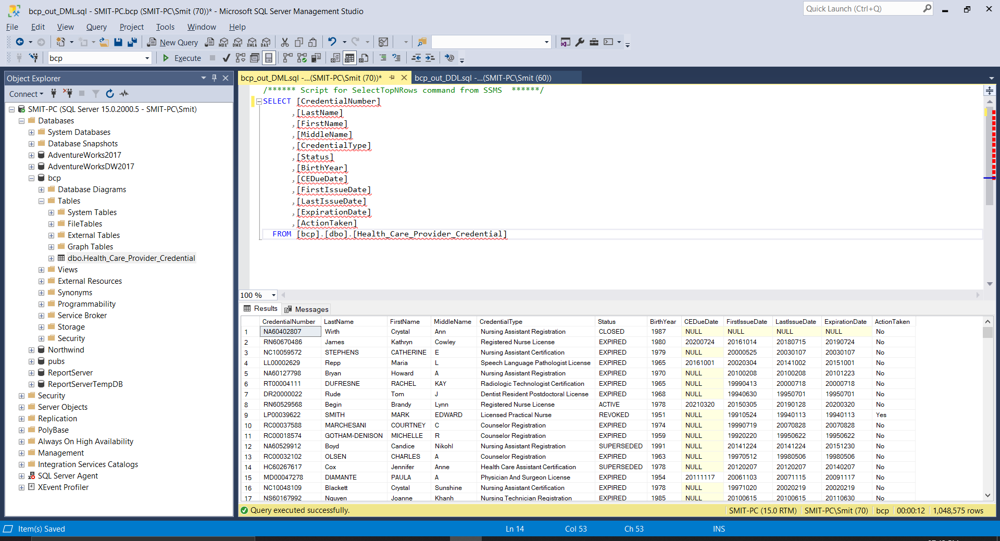 bcp_out_DML.sql - SMIT-PC.bcp (SMIT-PC\Smit (70))* - Microsoft SQL Server Management Studio
Quick Launch (Ctrl+Q)
File Edit View Query Project Tools Window Help
New Query MDX DMX XMLA DAX
bcp Execute
Object Explorer
Connect
SMIT-PC (SQL Server 15.0.2000.5 - SMIT-PC\Smit)
Databases
System Databases
Database Snapshots
AdventureWorks2017
AdventureWorksDW2017
bcp
Database Diagrams
Tables
System Tables
FileTables
External Tables
Graph Tables
dbo.Health_Care_Provider_Credential
Views
External Resources
Synonyms
Programmability
Service Broker
Storage
Security
Northwind
pubs
ReportServer
ReportServerTempDB
Security
Server Objects
Replication
PolyBase
Always On High Availability
Management
Integration Services Catalogs
SQL Server Agent
XEvent Profiler
bcp_out_DML.sql -...(SMIT-PC\Smit (70))* bcp_out_DDL.sql -...(SMIT-PC\Smit (60))
/****** Script for SelectTopNRows command from SSMS  ******/
SELECT [CredentialNumber]
,[LastName]
,[FirstName]
,[MiddleName]
,[CredentialType]
,[Status]
,[BirthYear]
,[CEDueDate]
,[FirstIssueDate]
,[LastIssueDate]
,[ExpirationDate]
,[ActionTaken]
FROM [bcp].[dbo].[Health_Care_Provider_Credential]
100 %
Results Messages
CredentialNumber LastName FirstName MiddleName CredentialType Status BirthYear CEDueDate FirstIssueDate LastIssueDate ExpirationDate ActionTaken
1 NA60402807 Wirth Crystal Ann Nursing Assistant Registration CLOSED 1987 NULL NULL NULL NULL No
2 RN60670486 James Kathryn Cowley Registered Nurse License EXPIRED 1980 20200724 20161014 20180715 20190724 No
3 NC10059572 STEPHENS CATHERINE E Nursing Assistant Certification EXPIRED 1979 NULL 20000525 20030107 20030107 No
4 LL00002629 Repp Maria L Speech Language Pathologist License EXPIRED 1965 20161001 20020304 20141002 20151001 No
5 NA60127798 Bryan Howard A Nursing Assistant Registration EXPIRED 1970 NULL 20100208 20100208 20101223 No
6 RT00004111 DUFRESNE RACHEL KAY Radiologic Technologist Certification EXPIRED 1965 NULL 19990413 20000718 20000718 No
7 DR20000022 Rude Tom J Dentist Resident Postdoctoral License EXPIRED 1968 NULL 19940630 19950701 19950701 No
8 RN60529568 Begin Brandy Lynn Registered Nurse License ACTIVE 1978 20210320 20150305 20190128 20200320 No
9 LP00039622 SMITH MARK EDWARD Licensed Practical Nurse REVOKED 1951 NULL 19910524 19940113 19940113 Yes
10 RC00037588 MARCHESANI COURTNEY C Counselor Registration EXPIRED 1974 NULL 19990719 20070828 20070828 No
11 RC00018574 GOTHAM-DENISON MICHELLE R Counselor Registration EXPIRED 1959 NULL 19920220 19950622 19950622 No
12 NA60529912 Boyd Candice Nikohl Nursing Assistant Registration SUPERSEDED 1991 NULL 20141224 20141224 20151230 No
13 RC00032102 OLSEN CHARLES A Counselor Registration EXPIRED 1963 NULL 19970512 19980506 19980506 No
14 HC60267617 Cox Jennifer Anne Health Care Assistant Certification SUPERSEDED 1978 NULL 20120207 20120207 20140207 No
15 MD00047278 DIAMANTE PAULA A Physician And Surgeon License EXPIRED 1954 20111117 20061103 20071115 20091117 No
16 NC10048109 Blackett Crystal Sunshine Nursing Assistant Certification EXPIRED 1978 NULL 19971020 20020219 20020219 No
17 NS60167992 Nguyen Joanne Khanh Nursing Technician Registration EXPIRED 1985 NULL 20100615 20100615 20110630 No
Query executed successfully. SMIT-PC (15.0 RTM) SMIT-PC\Smit (70) bcp 00:00:12 1,048,575 rows
Item(s) Saved Ln 14 Col 53 Ch 53 INS